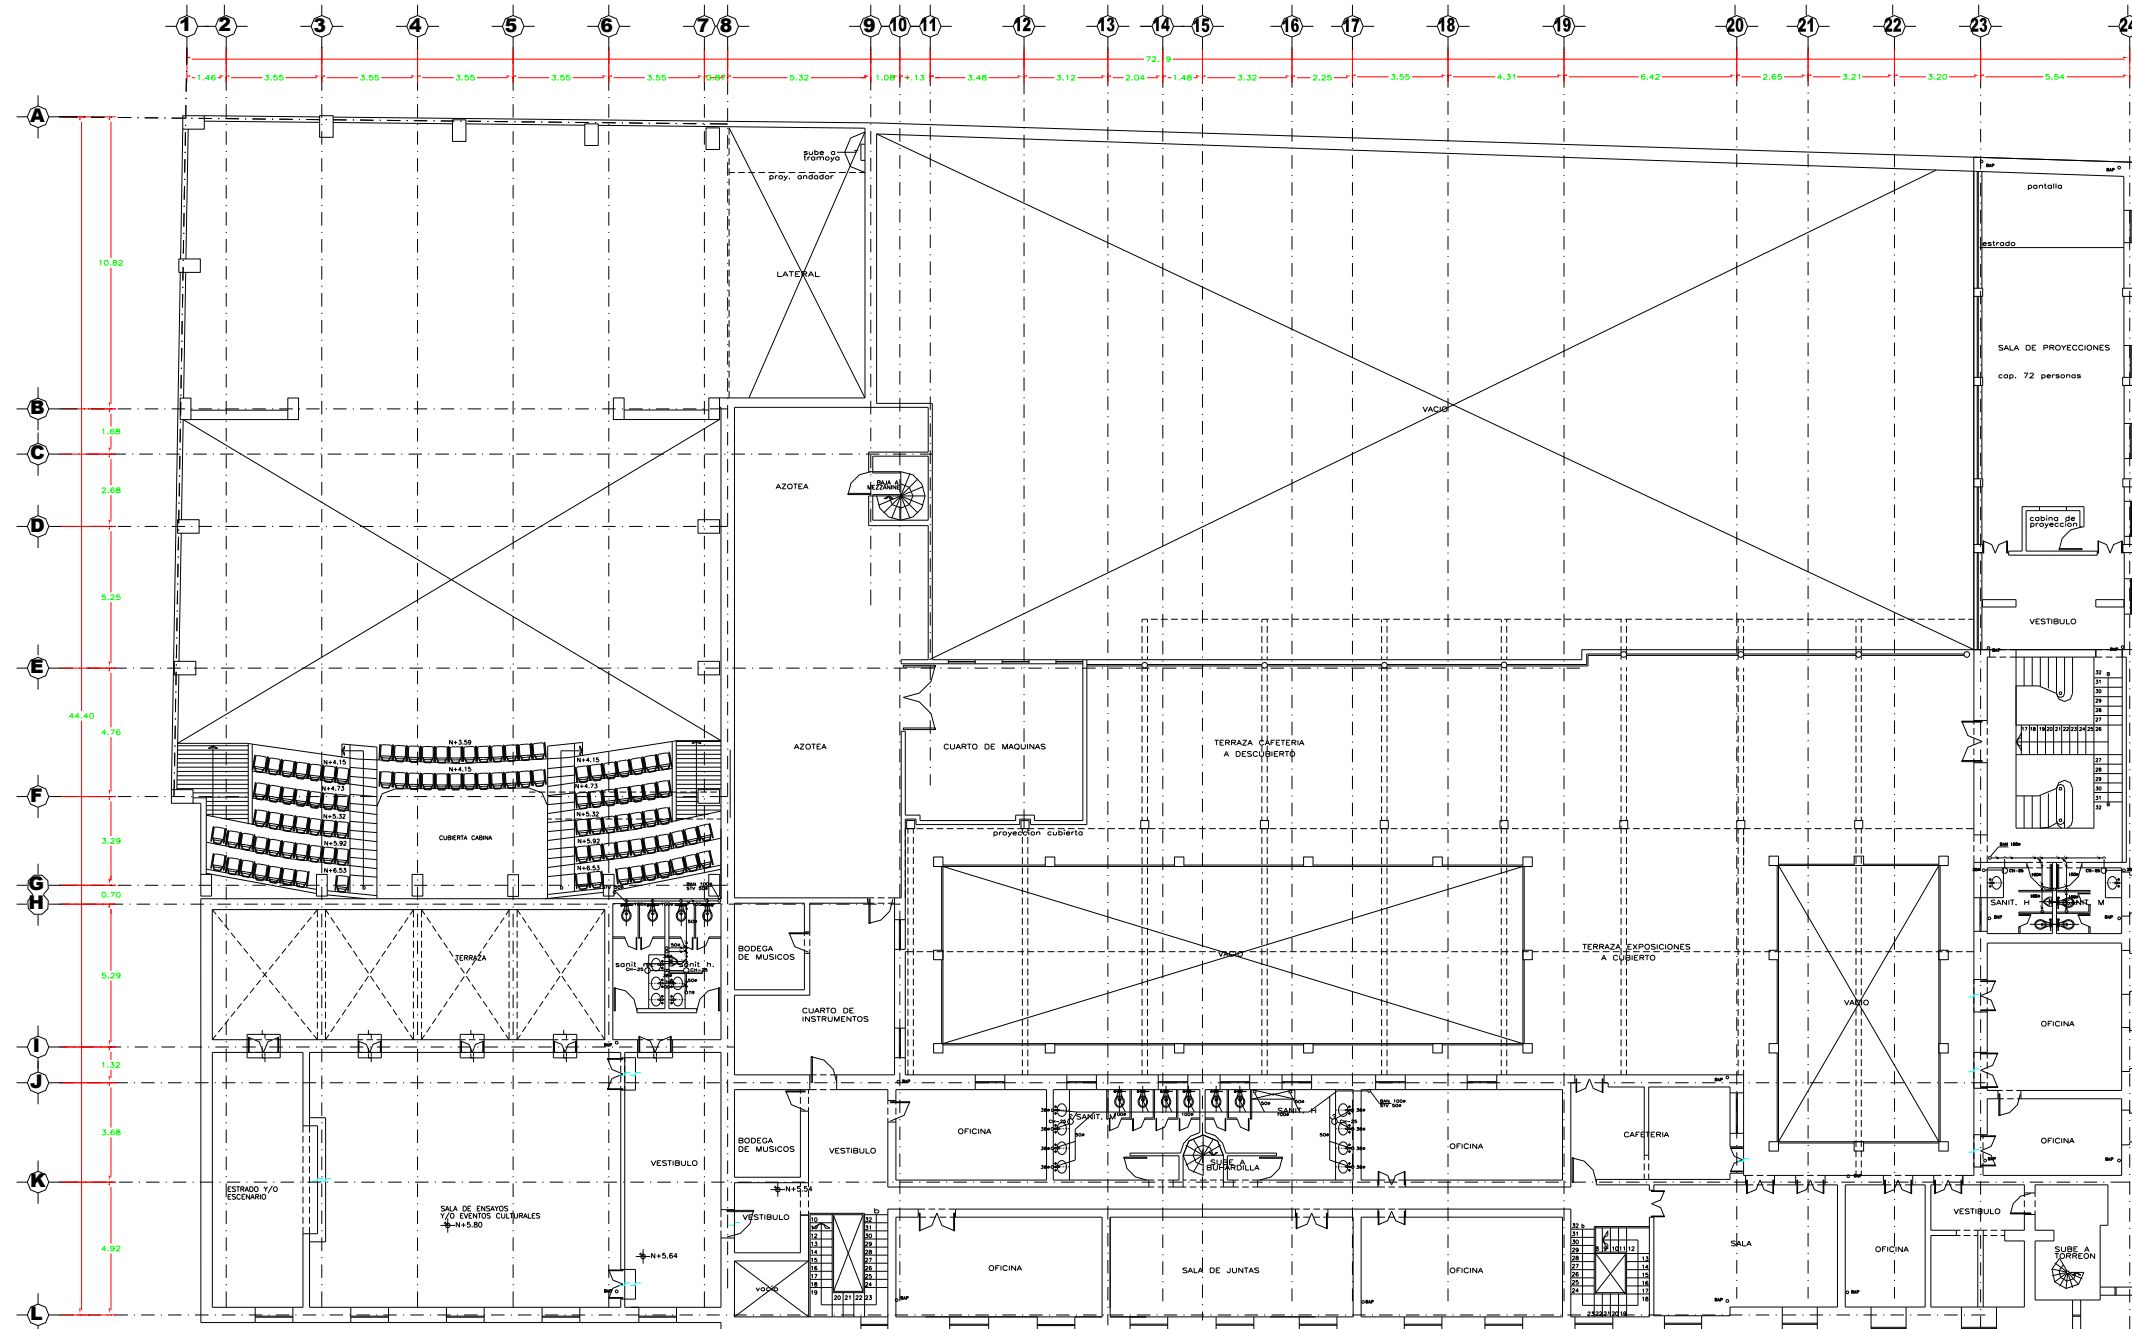 1 2 3 4 5 6 7 8 9 10 11 12 13 14 15 16 17 18 19 20 21 22 23 24
72.19
1.46 3.55 3.55 3.55 3.55 3.55 5.32 1.08 1.13 3.48 3.12 2.04 1.48 3.32 2.25 3.55 4.31 6.42 2.65 3.21 3.20 5.54
A
B
C
D
E
F
G
H
I
J
K
L
10.82
1.68
2.68
5.25
44.40
4.76
3.29
0.70
5.29
1.32
3.68
4.92
sube a
tramoya
proy. andador
LATERAL
pantalla
estrado
SALA DE PROYECCIONES
cap. 72 personas
VACIO
AZOTEA
BAJA A
MEZZANINE
cabina de
proyeccion
VESTIBULO
AZOTEA
CUARTO DE MAQUINAS
TERRAZA CAFETERIA
A DESCUBIERTO
N+3.59
N+4.15
N+4.15
N+4.15
N+4.73
N+4.73
N+5.32
N+5.32
N+5.92
N+5.92
N+6.53
N+6.53
CUBIERTA CABINA
proyeccion cubierta
TERRAZA
BODEGA
DE MUSICOS
CUARTO DE
INSTRUMENTOS
VACIO
TERRAZA EXPOSICIONES
A CUBIERTO
VACIO
SANIT. H
SANIT. M
OFICINA
sanit. h.
CH-25
CH-25
BODEGA
DE MUSICOS
VESTIBULO
OFICINA
SANIT. M
SANIT. H
SUBE A
BUHARDILLA
OFICINA
CAFETERIA
OFICINA
ESTRADO Y/O
ESCENARIO
SALA DE ENSAYOS
Y/O EVENTOS CULTURALES
N+5.80
VESTIBULO
N+5.64
N+5.54
VESTIBULO
vacio
OFICINA
SALA DE JUNTAS
OFICINA
SALA
OFICINA
VESTIBULO
SUBE A
TORREON